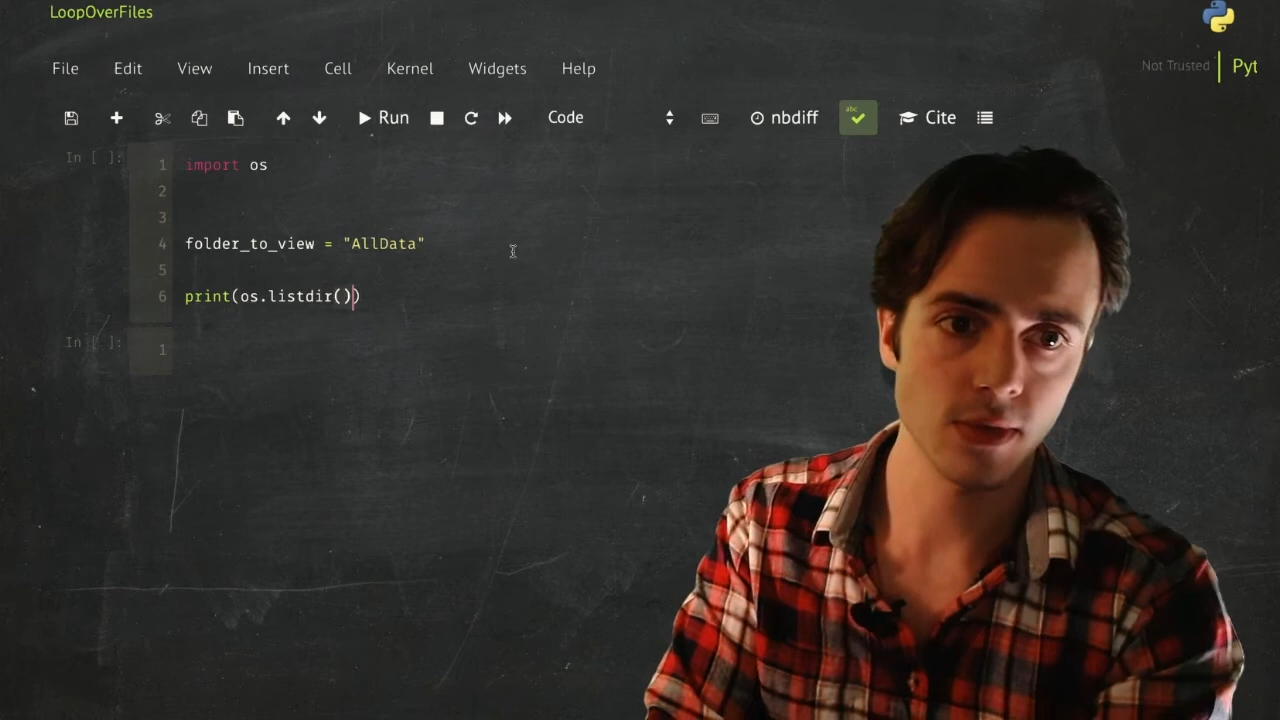 LoopOverFiles
File Edit View Insert Cell Kernel Widgets Help
Not Trusted Pyt
Run Code nbdiff abc Cite
In [ ]:
1 import os
2
3
4 folder_to_view = "AllData"
5
6 print(os.listdir())
In [ ]:
1